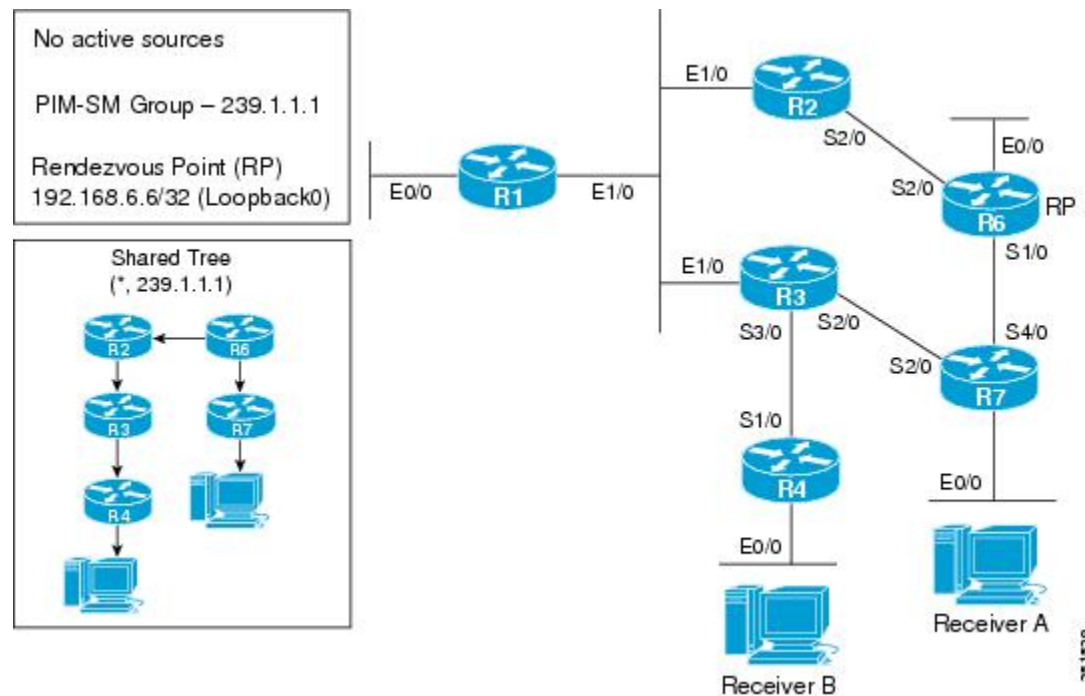 No active sources
PIM-SM Group – 239.1.1.1
Rendezvous Point (RP)
192.168.6.6/32 (Loopback0)
Shared Tree
(*, 239.1.1.1)
R2
R6
R3
R7
R4
E0/0
R1
E1/0
E1/0
R2
S2/0
E0/0
S2/0
R6
RP
S1/0
E1/0
R3
S3/0
S2/0
S4/0
S2/0
R7
S1/0
R4
E0/0
E0/0
Receiver A
Receiver B